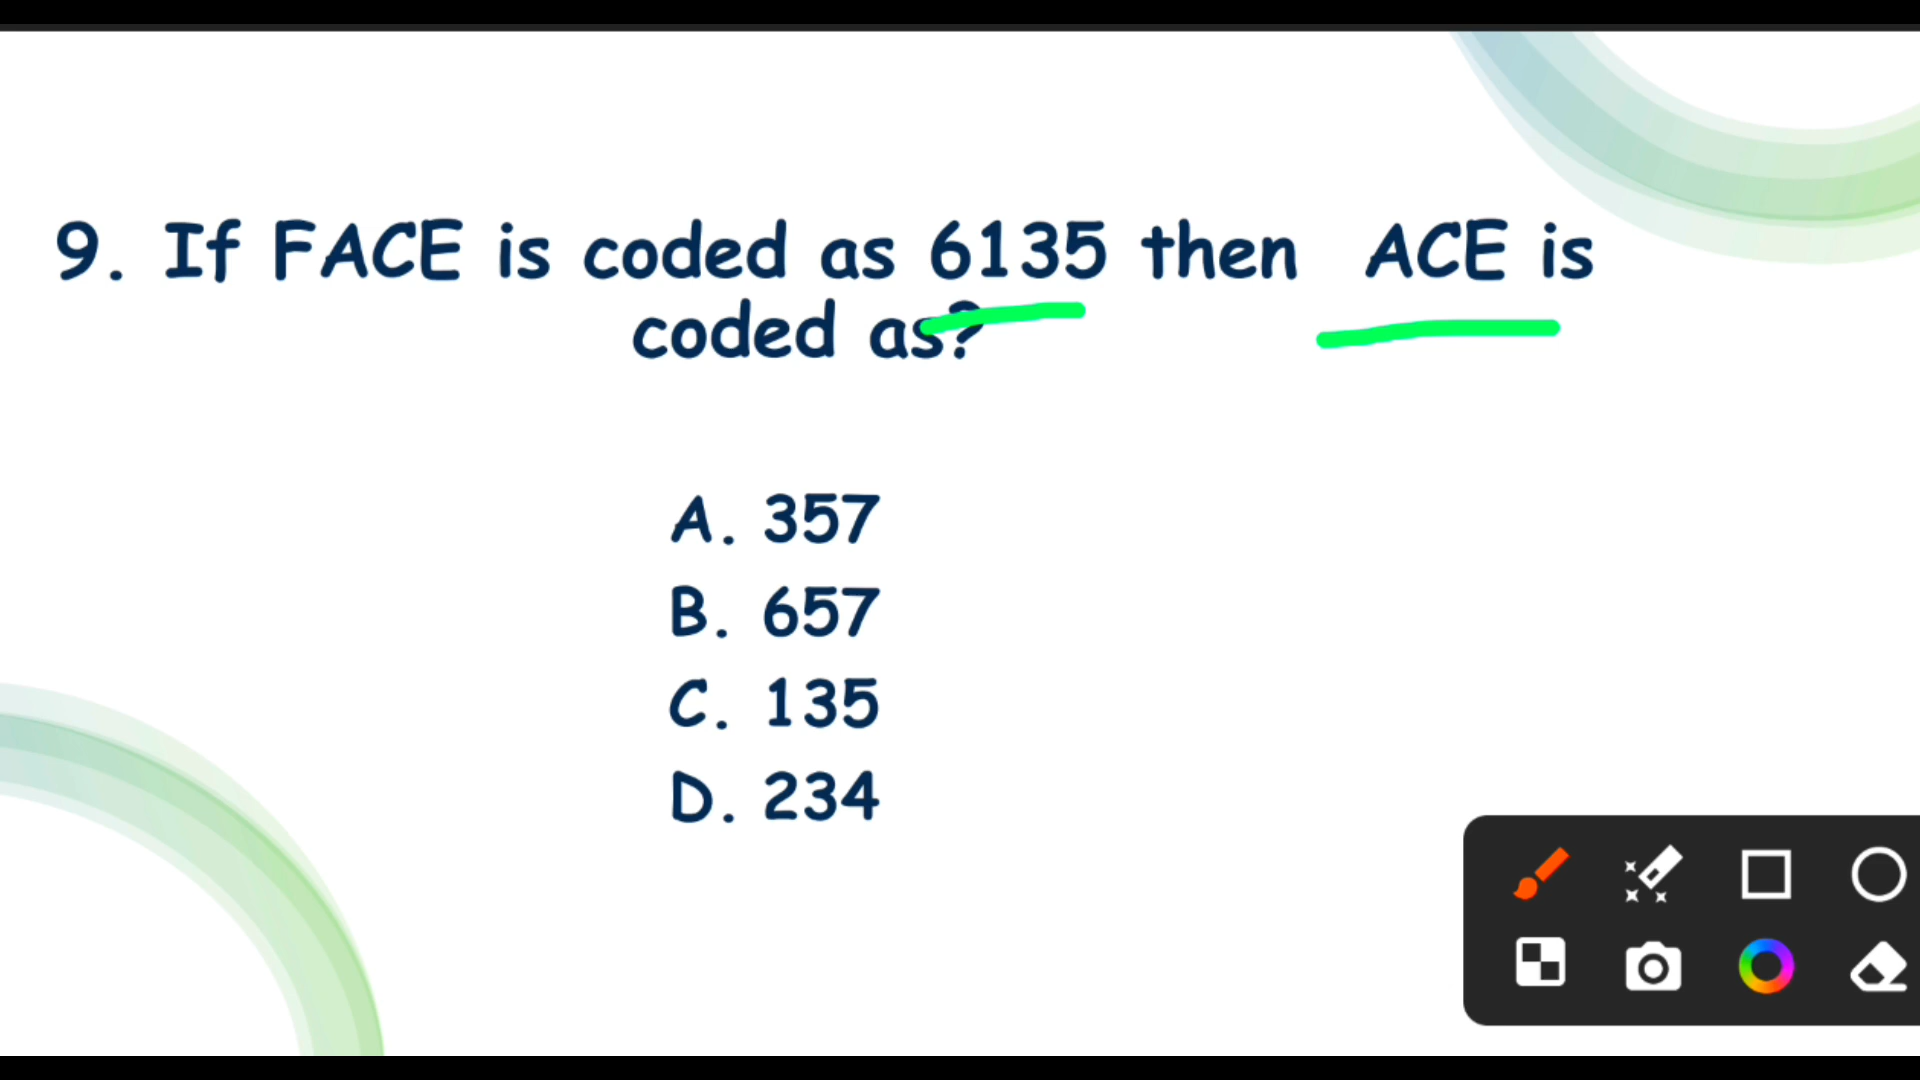 9. If FACE is coded as 6135 then ACE is
coded as?
A. 357
B. 657
C. 135
D. 234